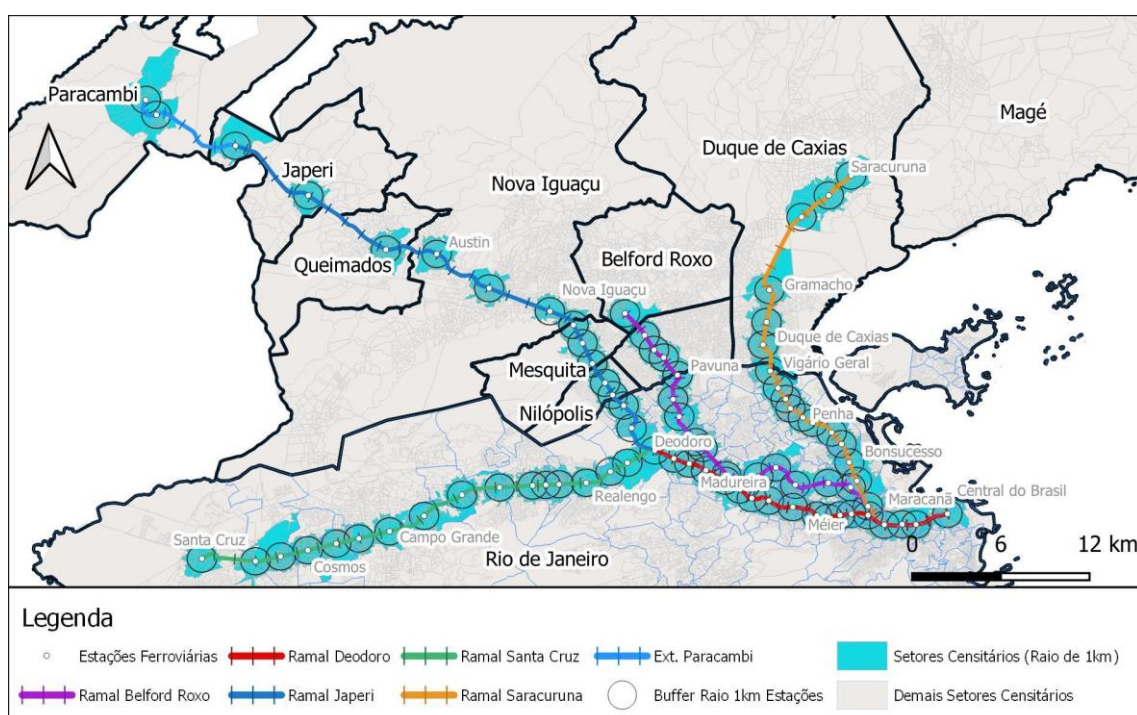 Paracambi
Magé
Duque de Caxias
Saracuruna
Japeri
Nova Iguaçu
Austin
Queimados
Belford Roxo
Gramacho
Nova Iguaçu
Duque de Caxias
Mesquita
Pavuna
Vigário Geral
Nilópolis
Penha
Deodoro
Bonsucesso
Realengo
Madureira
Maracanã
Central do Brasil
Méier
Santa Cruz
Campo Grande
Cosmos
Rio de Janeiro
0 6 12 km
Legenda
Estações Ferroviárias Ramal Deodoro Ramal Santa Cruz Ext. Paracambi Setores Censitários (Raio de 1km)
Ramal Belford Roxo Ramal Japeri Ramal Saracuruna Buffer Raio 1km Estações Demais Setores Censitários